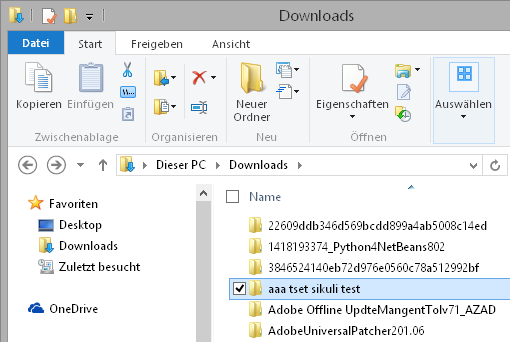 Downloads
Datei Start Freigeben Ansicht
Kopieren Einfügen Neuer Ordner Eigenschaften Auswählen
Zwischenablage Organisieren Neu Öffnen
Dieser PC Downloads
Favoriten
Desktop
Downloads
Zuletzt besucht
OneDrive
Name
22609ddb346d569bcdd899a4ab5008c14ed
1418193374_Python4NetBeans802
3846524140eb72d976e0560c78a512992bf
aaa tset sikuli test
Adobe Offline UpdteMangentTolv71_AZAD
AdobeUniversalPatcher201.06